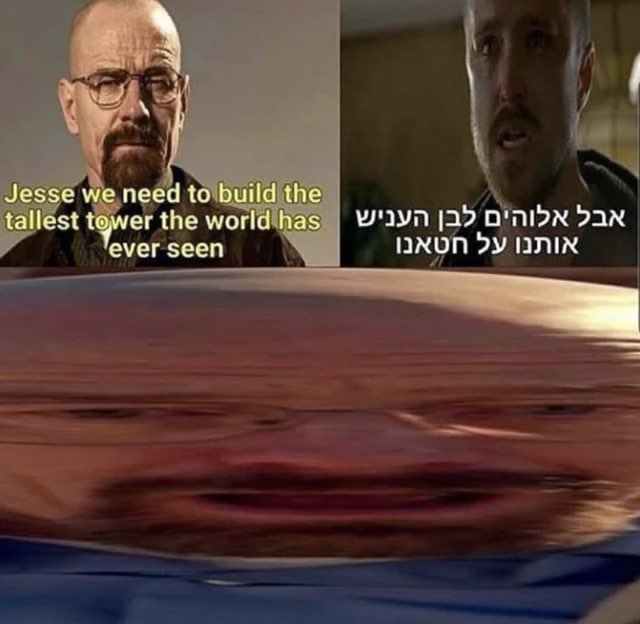 Jesse we need to build the
tallest tower the world has
ever seen
אבל אלוהים לבן העניש
אותנו על חטאנו